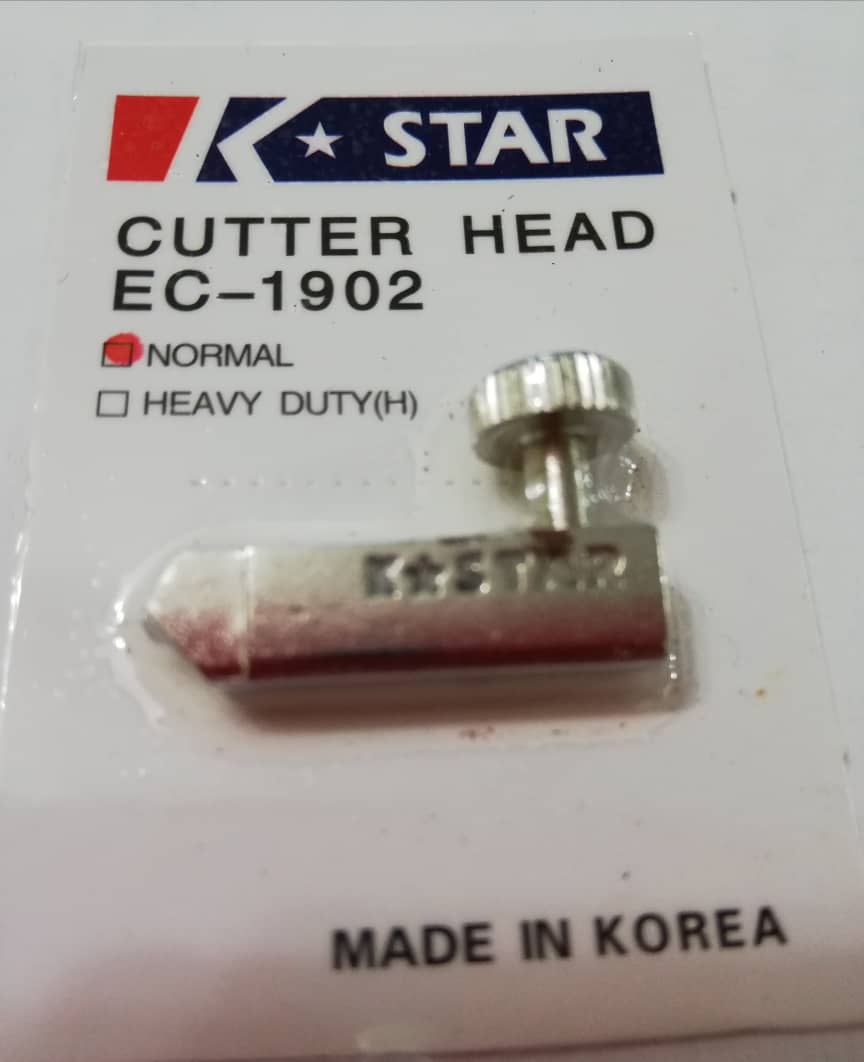 K★STAR
CUTTER HEAD
EC-1902
NORMAL
HEAVY DUTY(H)
K★STAR
MADE IN KOREA